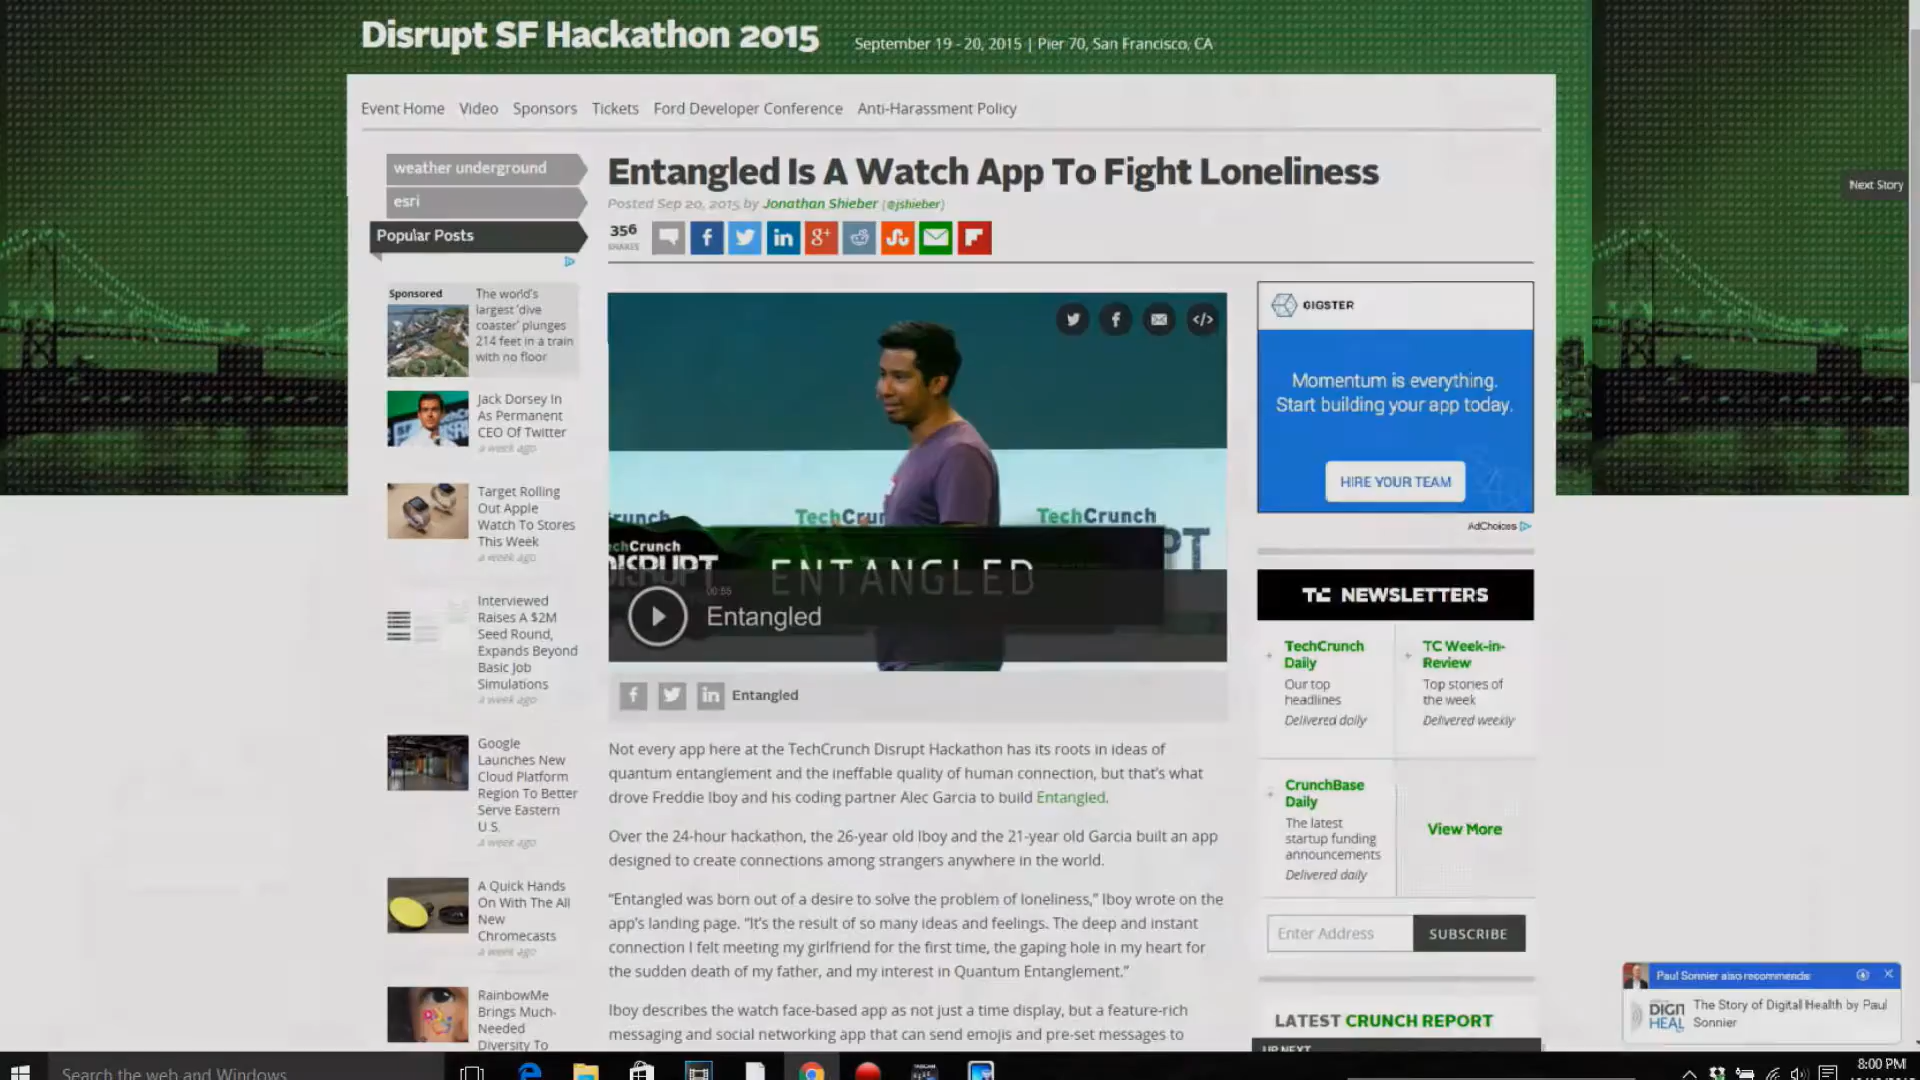 Disrupt SF Hackathon 2015
September 19 - 20, 2015 | Pier 70, San Francisco, CA
Event Home Video Sponsors Tickets Ford Developer Conference Anti-Harassment Policy
weather underground
esri
Popular Posts
Sponsored
The world's
largest 'dive
coaster' plunges
214 feet in a train
with no floor
Jack Dorsey In
As Permanent
CEO Of Twitter
a week ago
Target Rolling
Out Apple
Watch To Stores
This Week
a week ago
Interviewed
Raises A $2M
Seed Round,
Expands Beyond
Basic Job
Simulations
a week ago
Google
Launches New
Cloud Platform
Region To Better
Serve Eastern
U.S.
a week ago
A Quick Hands
On With The All
New
Chromecasts
a week ago
RainbowMe
Brings Much-
Needed
Diversity To
Entangled Is A Watch App To Fight Loneliness
Posted Sep 20, 2015 by Jonathan Shieber (@jshieber)
356
SHARES
Next Story
TechCrunch
TechCrunch
DISRUPT
ENTANGLED
00:55
Entangled
Entangled
Not every app here at the TechCrunch Disrupt Hackathon has its roots in ideas of
quantum entanglement and the ineffable quality of human connection, but that's what
drove Freddie Iboy and his coding partner Alec Garcia to build Entangled.
Over the 24-hour hackathon, the 26-year old Iboy and the 21-year old Garcia built an app
designed to create connections among strangers anywhere in the world.
“Entangled was born out of a desire to solve the problem of loneliness,” Iboy wrote on the
app's landing page. “It's the result of so many ideas and feelings. The deep and instant
connection I felt meeting my girlfriend for the first time, the gaping hole in my heart for
the sudden death of my father, and my interest in Quantum Entanglement.”
Iboy describes the watch face-based app as not just a time display, but a feature-rich
messaging and social networking app that can send emojis and pre-set messages to
GIGSTER
Momentum is everything.
Start building your app today.
HIRE YOUR TEAM
AdChoices
TC NEWSLETTERS
TechCrunch
Daily
Our top
headlines
Delivered daily
TC Week-in-
Review
Top stories of
the week
Delivered weekly
CrunchBase
Daily
The latest
startup funding
announcements
Delivered daily
View More
Enter Address SUBSCRIBE
LATEST CRUNCH REPORT
UP NEXT
Paul Sonnier also recommends:
The Story of Digital Health by Paul
Sonnier
Search the web and Windows
8:00 PM